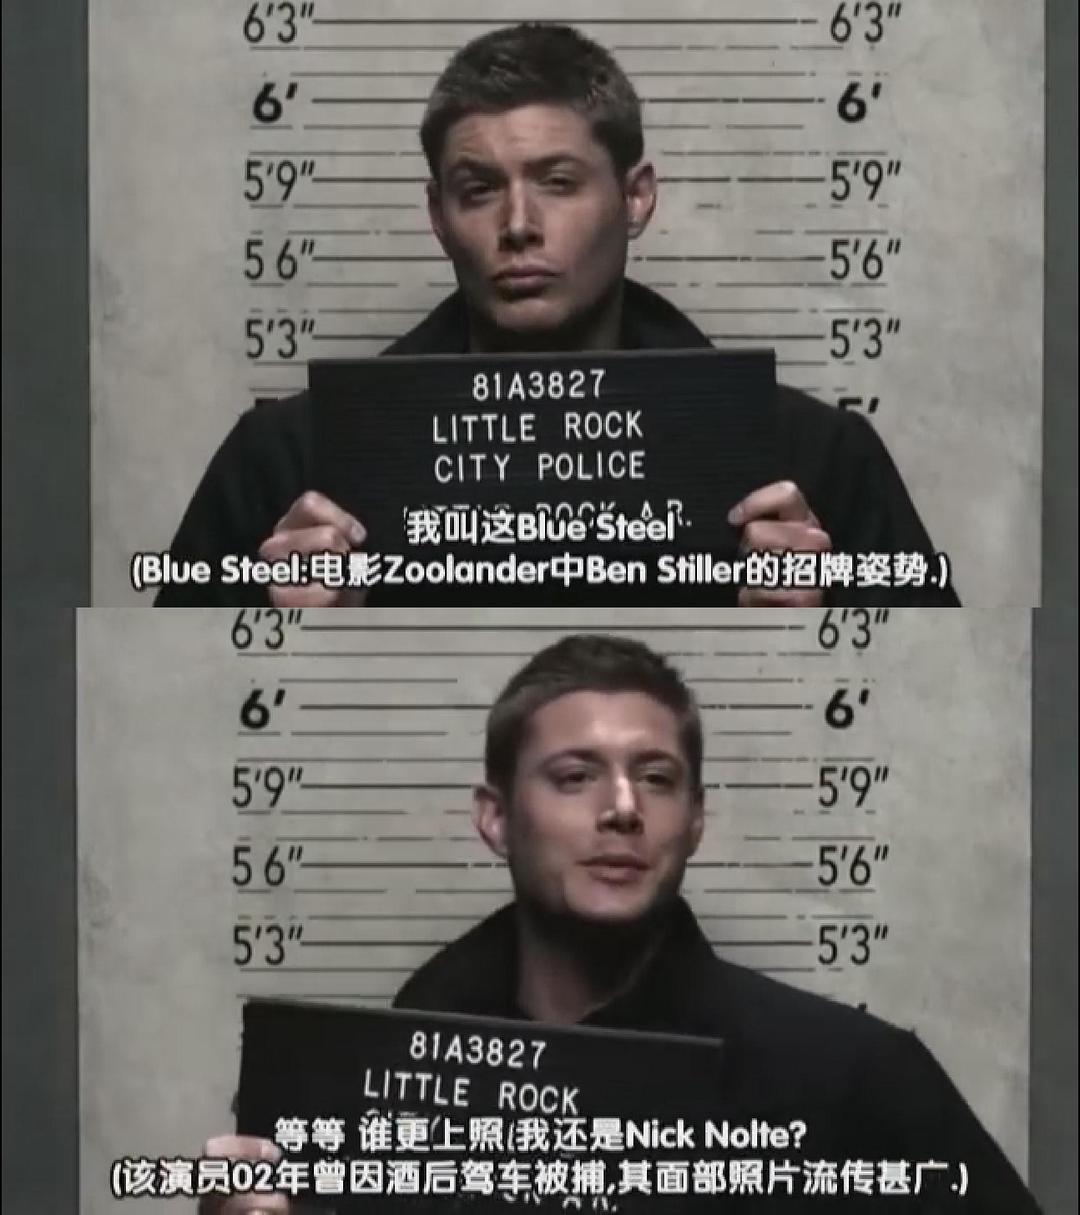 6'3" 6'3"
6' 6'
5'9" 5'9"
5 6" 5'6"
5'3" 5'3"
81A3827
LITTLE ROCK
CITY POLICE
我叫这Blue Steel
(Blue Steel:电影Zoolander中Ben Stiller的招牌姿势.)
6'3" 6'3"
6' 6'
5'9" 5'9"
5 6" 5'6"
5'3" 5'3"
81A3827
LITTLE ROCK
等等 谁更上照 我还是Nick Nolte?
(该演员02年曾因酒后驾车被捕,其面部照片流传甚广.)